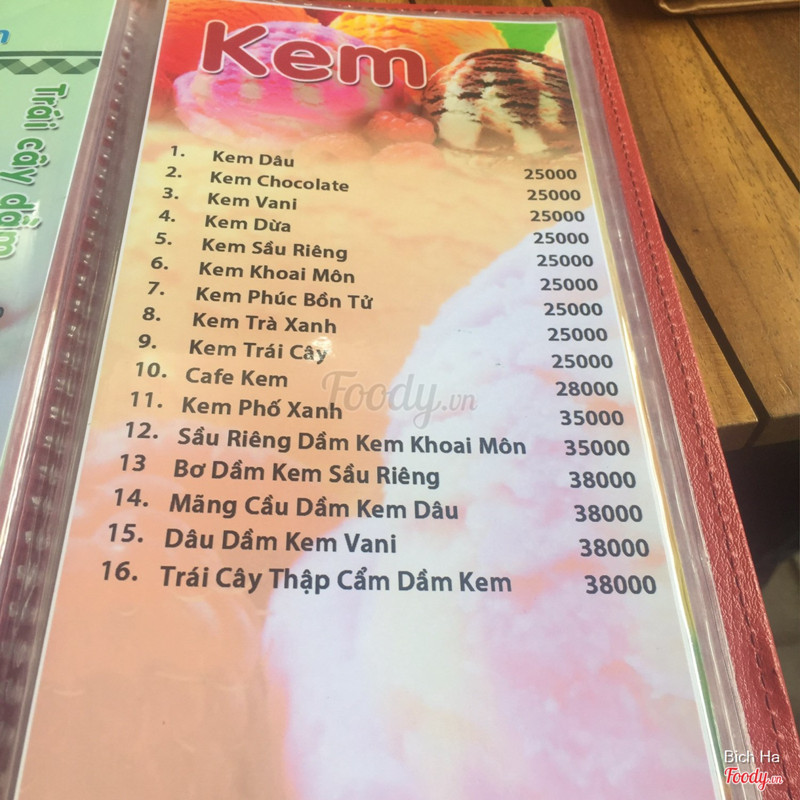 Trái cây dầm
Kem
1. Kem Dâu 25000
2. Kem Chocolate 25000
3. Kem Vani 25000
4. Kem Dừa 25000
5. Kem Sầu Riêng 25000
6. Kem Khoai Môn 25000
7. Kem Phúc Bồn Tử 25000
8. Kem Trà Xanh 25000
9. Kem Trái Cây 25000
10. Cafe Kem 28000
11. Kem Phố Xanh 35000
12. Sầu Riêng Dầm Kem Khoai Môn 35000
13 Bơ Dầm Kem Sầu Riêng 38000
14. Mãng Cầu Dầm Kem Dâu 38000
15. Dâu Dầm Kem Vani 38000
16. Trái Cây Thập Cẩm Dầm Kem 38000
Foody.vn
Bich Ha
Foody.vn